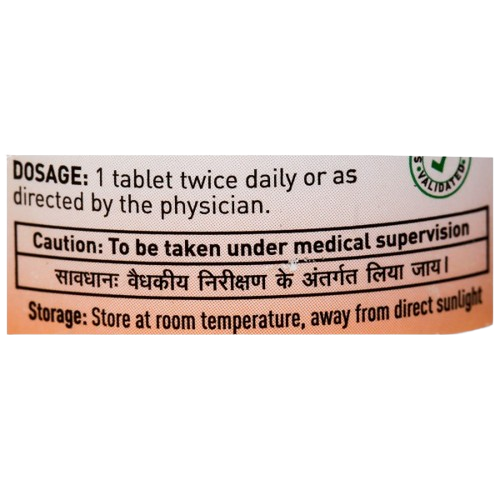 DOSAGE: 1 tablet twice daily or as
directed by the physician.
VALIDATED
Caution: To be taken under medical supervision
सावधानः वैधकीय निरीक्षण के अंतर्गत लिया जाय।
Storage: Store at room temperature, away from direct sunlight